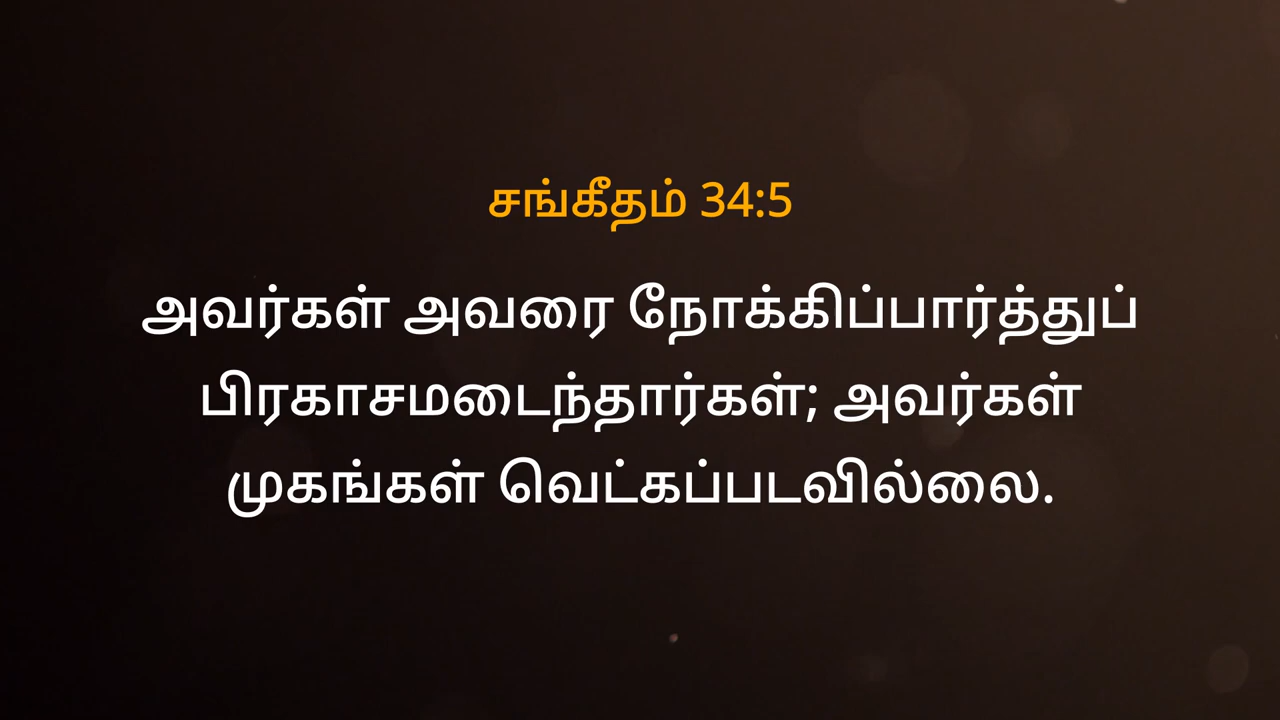 சங்கீதம் 34:5
அவர்கள் அவரை நோக்கிப்பார்த்துப்
பிரகாசமடைந்தார்கள்; அவர்கள்
முகங்கள் வெட்கப்படவில்லை.